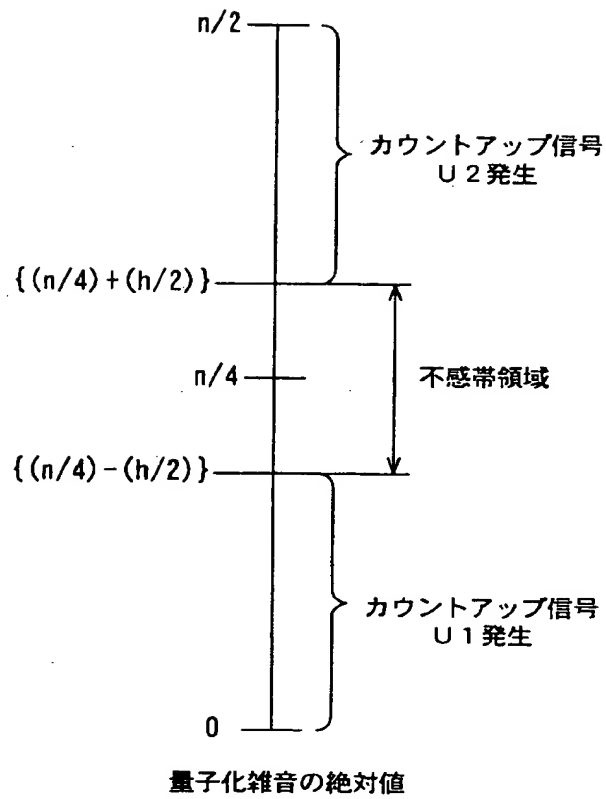 n/2
カウントアップ信号
U2発生
{(n/4)+(h/2)}
n/4
不感帯領域
{(n/4)-(h/2)}
カウントアップ信号
U1発生
0
量子化雑音の絶対値